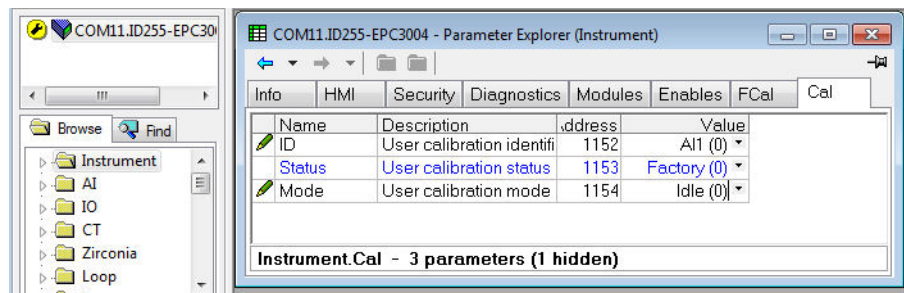 COM11.ID255-EPC30
Browse
Find
Instrument
AI
IO
CT
Zirconia
Loop
COM11.ID255-EPC3004 - Parameter Explorer (Instrument)
Info HMI Security Diagnostics Modules Enables FCal Cal
Name Description ddress Value
ID User calibration identifi 1152 AI1 (0)
Status User calibration status 1153 Factory (0)
Mode User calibration mode 1154 Idle (0)
Instrument.Cal - 3 parameters (1 hidden)